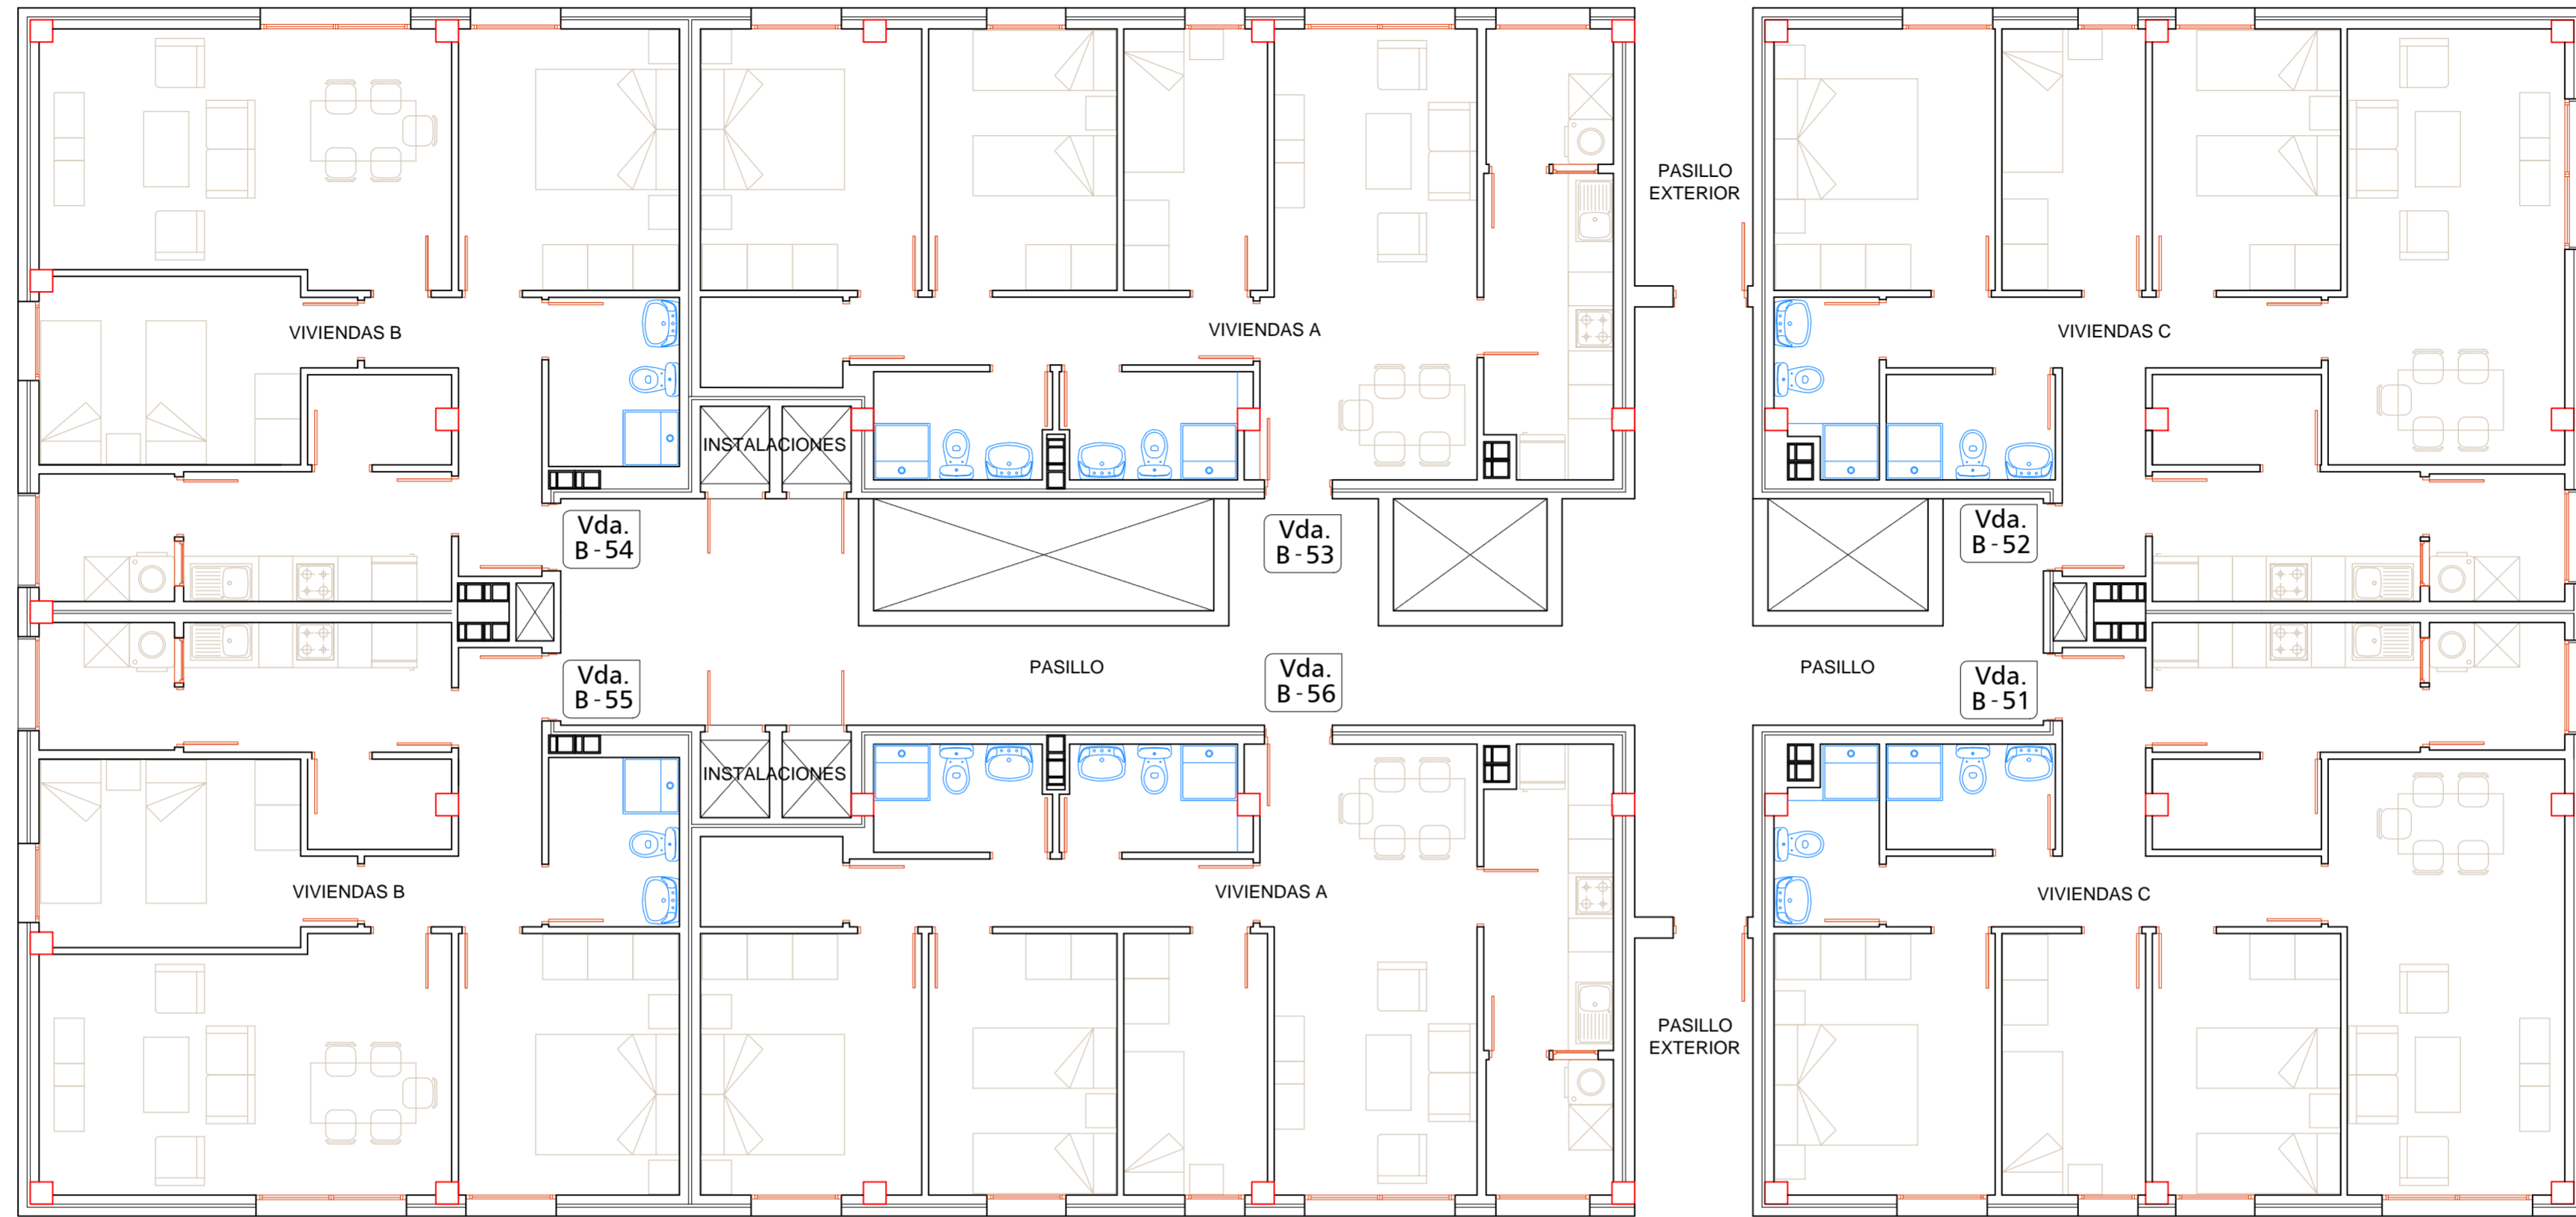 PASILLO
EXTERIOR
VIVIENDAS B
VIVIENDAS A
VIVIENDAS C
INSTALACIONES
Vda.
B-54
Vda.
B-53
Vda.
B-52
PASILLO
PASILLO
Vda.
B-55
Vda.
B-56
Vda.
B-51
INSTALACIONES
VIVIENDAS B
VIVIENDAS A
VIVIENDAS C
PASILLO
EXTERIOR